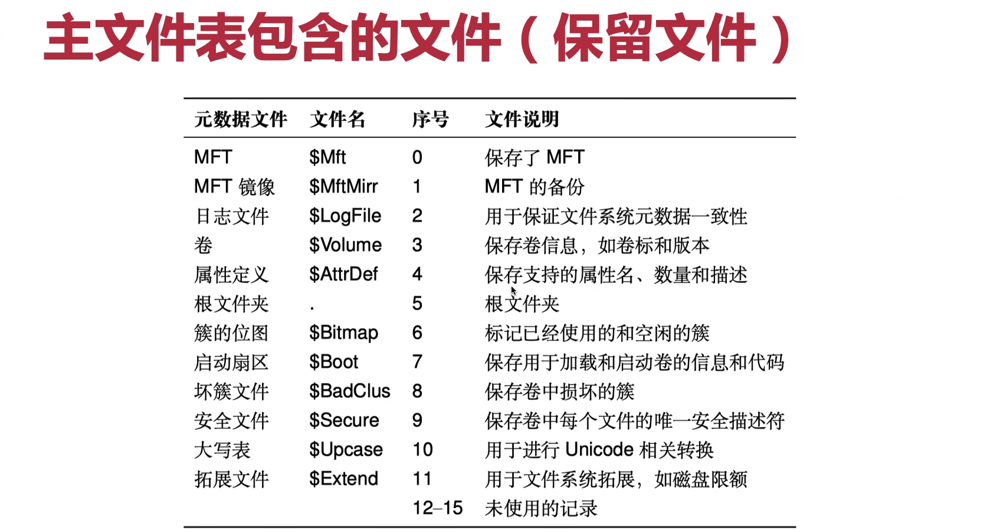 主文件表包含的文件（保留文件）
元数据文件 文件名 序号 文件说明
MFT $Mft 0 保存了 MFT
MFT 镜像 $MftMirr 1 MFT 的备份
日志文件 $LogFile 2 用于保证文件系统元数据一致性
卷 $Volume 3 保存卷信息，如卷标和版本
属性定义 $AttrDef 4 保存支持的属性名、数量和描述
根文件夹 . 5 根文件夹
簇的位图 $Bitmap 6 标记已经使用的和空闲的簇
启动扇区 $Boot 7 保存用于加载和启动卷的信息和代码
坏簇文件 $BadClus 8 保存卷中损坏的簇
安全文件 $Secure 9 保存卷中每个文件的唯一安全描述符
大写表 $Upcase 10 用于进行 Unicode 相关转换
拓展文件 $Extend 11 用于文件系统拓展，如磁盘限额
12–15 未使用的记录